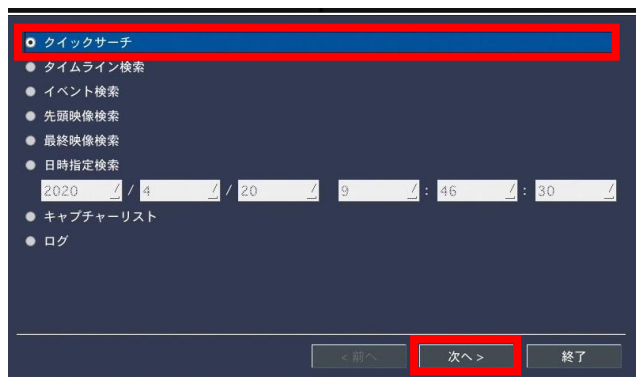 クイックサーチ
タイムライン検索
イベント検索
先頭映像検索
最終映像検索
日時指定検索
2020 / 4 / 20 9 : 46 : 30
キャプチャーリスト
ログ
< 前へ 次へ > 終了